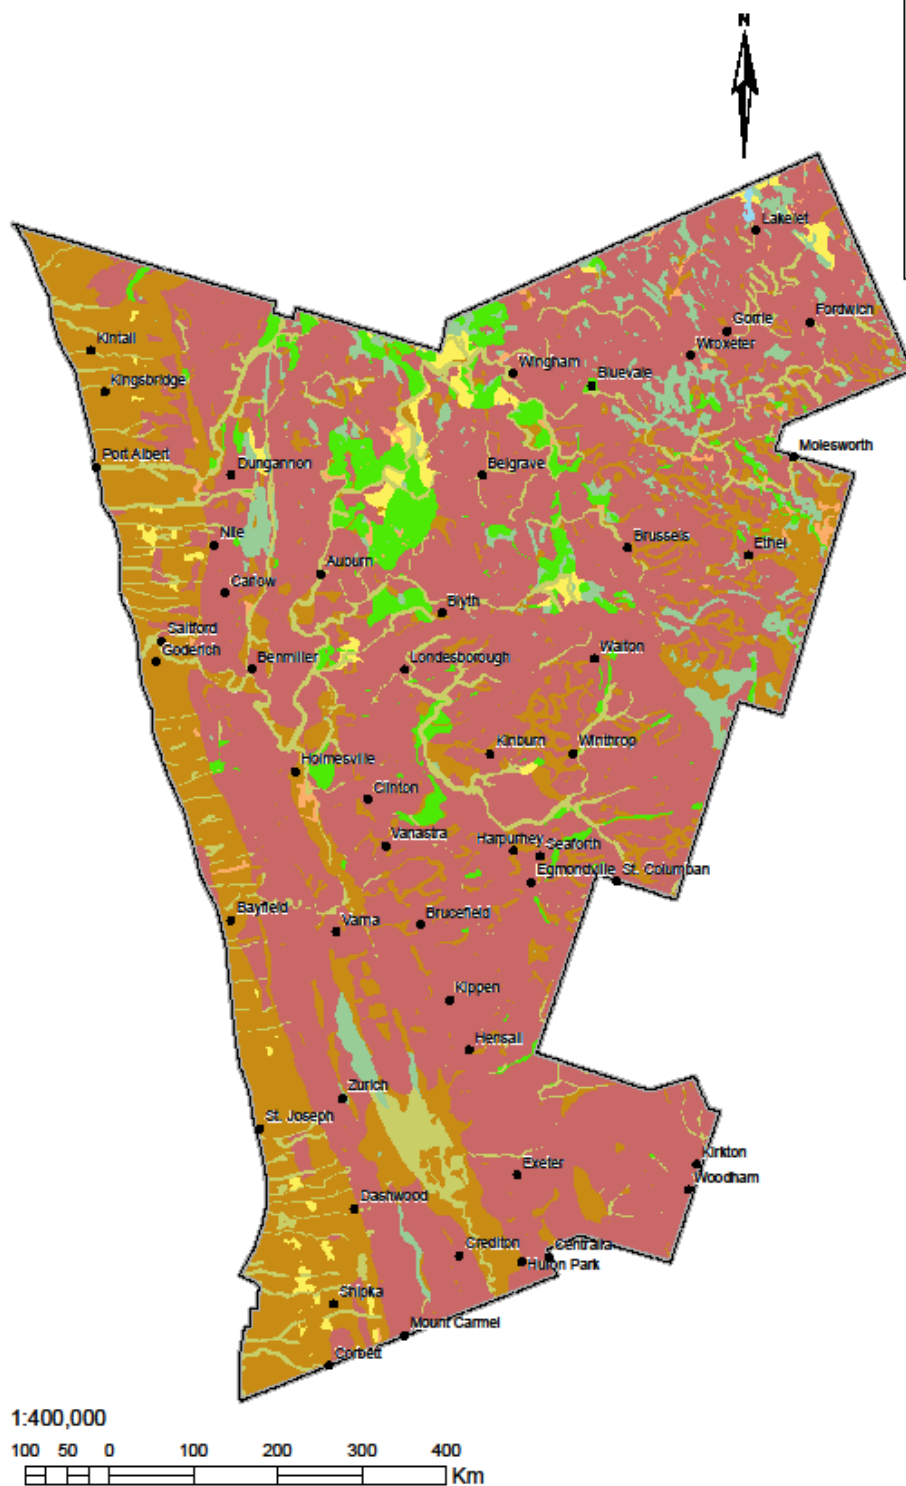 N
Lakelet
Fordwich
Gorrie
Wroxeter
Kintail
Wingham
Bluevale
Kingsbridge
Molesworth
Port Albert
Dungannon
Belgrave
Nile
Brussels
Ethel
Auburn
Carlow
Blyth
Saltford
Goderich
Benmiller
Londesborough
Walton
Holmesville
Kinburn
Winthrop
Clinton
Vanastra
Harpurhey
Seaforth
Egmondville
St. Columban
Bayfield
Varna
Brucefield
Kippen
Hensall
Zurich
St. Joseph
Exeter
Kirkton
Woodham
Dashwood
Crediton
Centralia
Huron Park
Shipka
Mount Carmel
Corbett
1:400,000
100 50 0 100 200 300 400
Km